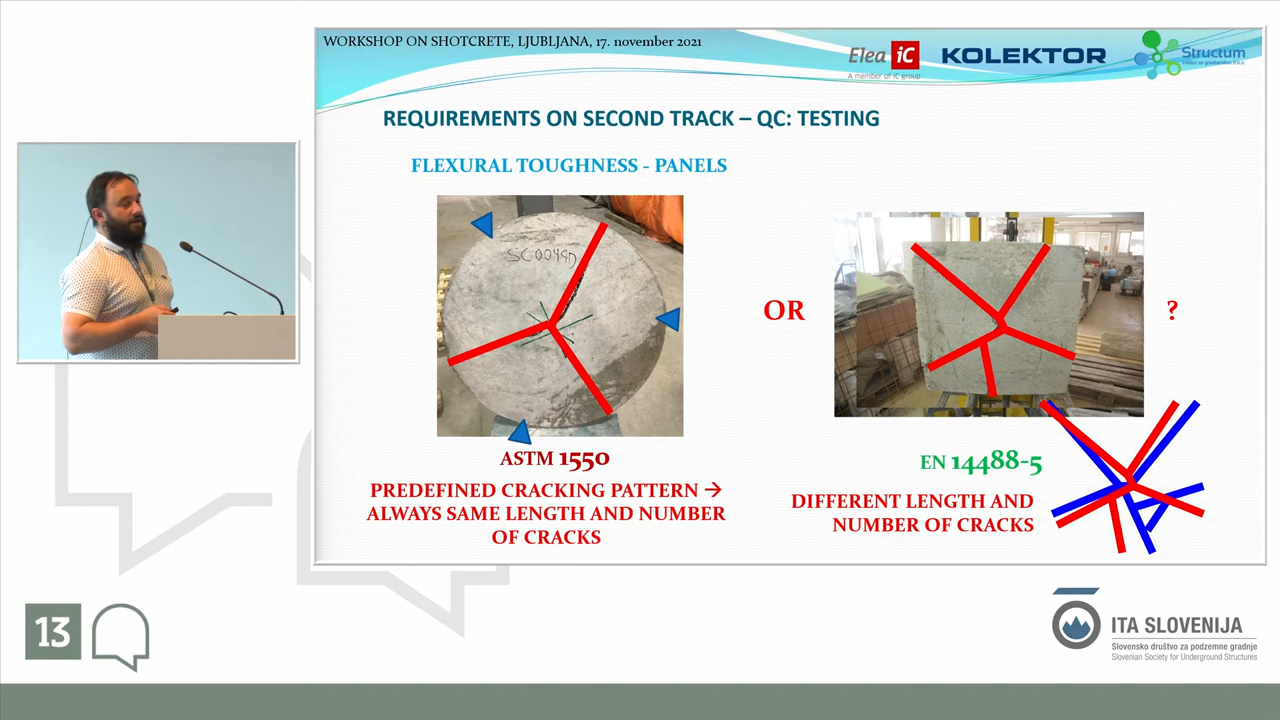 WORKSHOP ON SHOTCRETE, LJUBLJANA, 17. november 2021
Elea iC
A member of iC group
KOLEKTOR
Structum
REQUIREMENTS ON SECOND TRACK – QC: TESTING
FLEXURAL TOUGHNESS - PANELS
SC0049D
OR
?
ASTM 1550
PREDEFINED CRACKING PATTERN →
ALWAYS SAME LENGTH AND NUMBER
OF CRACKS
EN 14488-5
DIFFERENT LENGTH AND
NUMBER OF CRACKS
13
ITA SLOVENIJA
Slovensko društvo za podzemne gradnje
Slovenian Society for Underground Structures